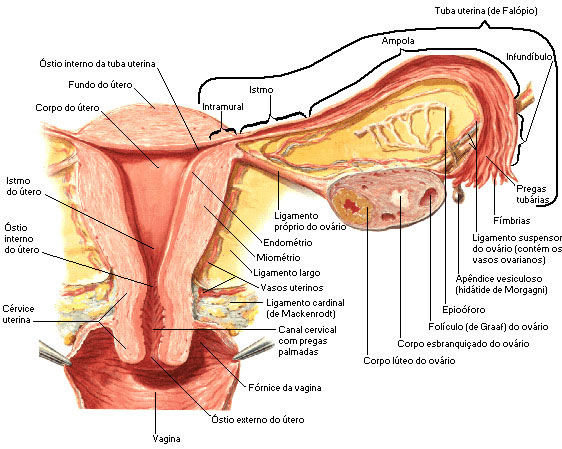 Tuba uterina (de Falópio)
Ampola
Infundíbulo
Óstio interno da tuba uterina
Fundo do útero
Corpo do útero
Istmo
Intramural
Istmo
do útero
Óstio
interno
do útero
Cérvice
uterina
Vagina
Ligamento
próprio do ovário
Endométrio
Miométrio
Ligamento largo
Vasos uterinos
Ligamento cardinal
(de Mackenrodt)
Canal cervical
com pregas
palmadas
Fórnice da vagina
Óstio externo do útero
Pregas
tubárias
Fímbrias
Ligamento suspensor
do ovário (contém os
vasos ovarianos)
Apêndice vesiculoso
(hidátide de Morgagni)
Epioóforo
Folículo (de Graaf) do ovário
Corpo esbranquiçado do ovário
Corpo lúteo do ovário